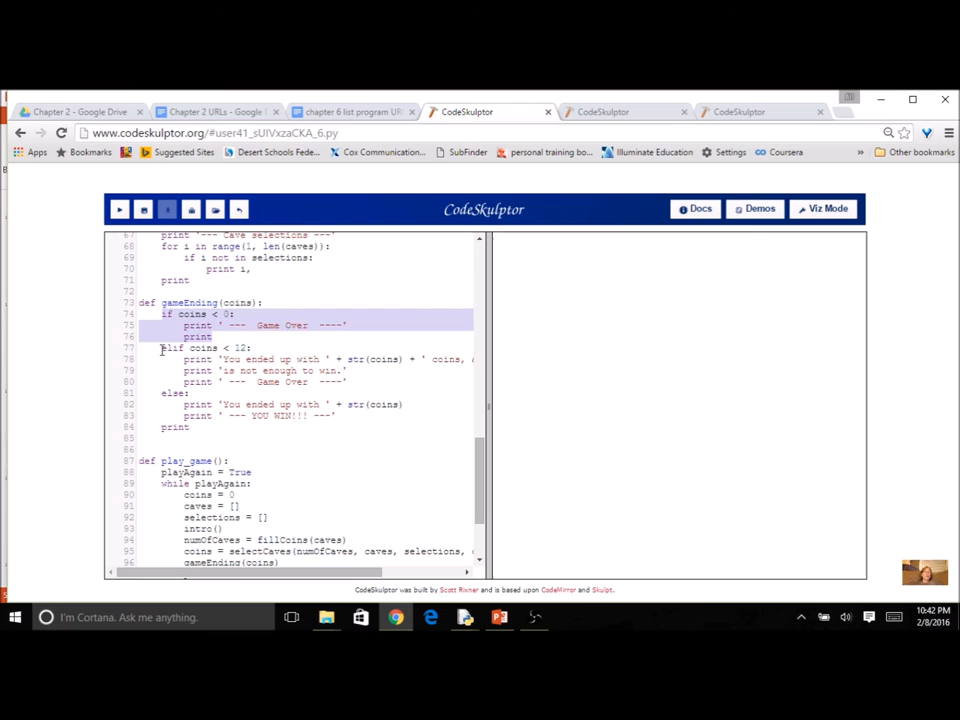 Chapter 2 - Google Drive
Chapter 2 URLs - Google
chapter 6 list program UR
CodeSkulptor
CodeSkulptor
CodeSkulptor
www.codeskulptor.org/#user41_sUIVxzaCKA_6.py
Apps
Bookmarks
Suggested Sites
Desert Schools Fede...
Cox Communication...
SubFinder
personal training bo...
Illuminate Education
Settings
Coursera
»
Other bookmarks
CodeSkulptor
Docs
Demos
Viz Mode
67 print '--- Cave selections ---'
68 for i in range(1, len(caves)):
69 if i not in selections:
70 print i,
71 print
72
73 def gameEnding(coins):
74 if coins < 0:
75 print ' --- Game Over ----'
76 print
77 elif coins < 12:
78 print 'You ended up with ' + str(coins) + ' coins,
79 print 'is not enough to win.'
80 print ' --- Game Over ----'
81 else:
82 print 'You ended up with ' + str(coins)
83 print ' --- YOU WIN!!! ---'
84 print
85
86
87 def play_game():
88 playAgain = True
89 while playAgain:
90 coins = 0
91 caves = []
92 selections = []
93 intro()
94 numOfCaves = fillCoins(caves)
95 coins = selectCaves(numOfCaves, caves, selections,
96 gameEnding(coins)
CodeSkulptor was built by Scott Rixner and is based upon CodeMirror and Skulpt.
I'm Cortana. Ask me anything.
10:42 PM
2/8/2016